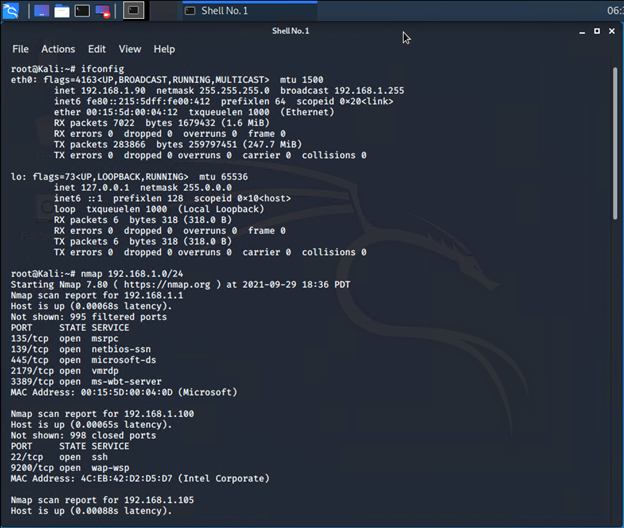 Shell No. 1
06:
Shell No. 1
File Actions Edit View Help
root@Kali:~# ifconfig
eth0: flags=4163<UP,BROADCAST,RUNNING,MULTICAST>  mtu 1500
        inet 192.168.1.90  netmask 255.255.255.0  broadcast 192.168.1.255
        inet6 fe80::215:5dff:fe00:412  prefixlen 64  scopeid 0×20<link>
        ether 00:15:5d:00:04:12  txqueuelen 1000  (Ethernet)
        RX packets 7022  bytes 1679432 (1.6 MiB)
        RX errors 0  dropped 0  overruns 0  frame 0
        TX packets 283866  bytes 259797451 (247.7 MiB)
        TX errors 0  dropped 0 overruns 0  carrier 0  collisions 0
lo: flags=73<UP,LOOPBACK,RUNNING>  mtu 65536
        inet 127.0.0.1  netmask 255.0.0.0
        inet6 ::1  prefixlen 128  scopeid 0×10<host>
        loop  txqueuelen 1000  (Local Loopback)
        RX packets 6  bytes 318 (318.0 B)
        RX errors 0  dropped 0  overruns 0  frame 0
        TX packets 6  bytes 318 (318.0 B)
        TX errors 0  dropped 0 overruns 0  carrier 0  collisions 0
root@Kali:~# nmap 192.168.1.0/24
Starting Nmap 7.80 ( https://nmap.org ) at 2021-09-29 18:36 PDT
Nmap scan report for 192.168.1.1
Host is up (0.00068s latency).
Not shown: 995 filtered ports
PORT     STATE SERVICE
135/tcp  open  msrpc
139/tcp  open  netbios-ssn
445/tcp  open  microsoft-ds
2179/tcp open  vmrdp
3389/tcp open  ms-wbt-server
MAC Address: 00:15:5D:00:04:0D (Microsoft)
Nmap scan report for 192.168.1.100
Host is up (0.00065s latency).
Not shown: 998 closed ports
PORT     STATE SERVICE
22/tcp   open  ssh
9200/tcp open  wap-wsp
MAC Address: 4C:EB:42:D2:D5:D7 (Intel Corporate)
Nmap scan report for 192.168.1.105
Host is up (0.00088s latency).